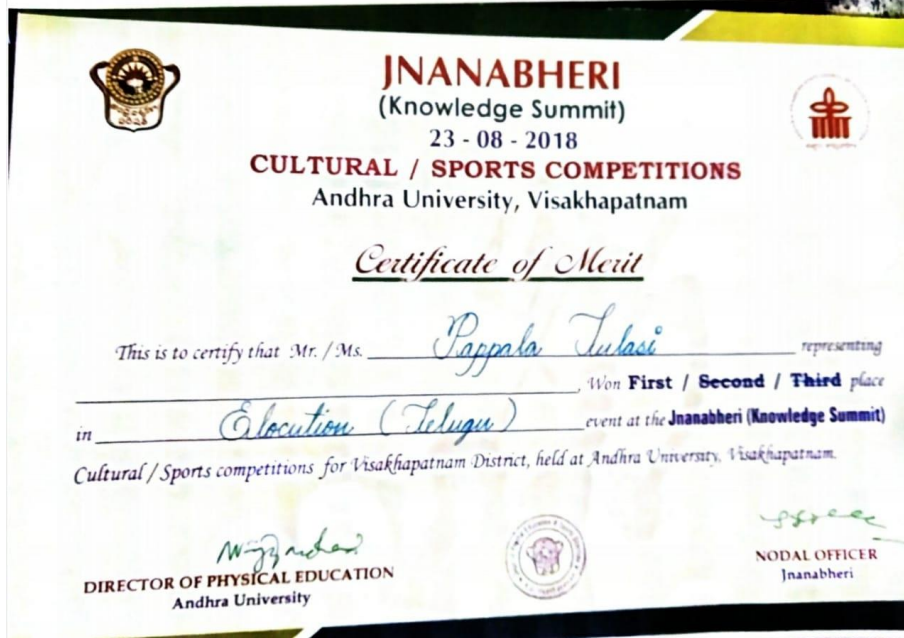 JNANABHERI
(Knowledge Summit)
23 - 08 - 2018
CULTURAL / SPORTS COMPETITIONS
Andhra University, Visakhapatnam
Certificate of Merit
This is to certify that Mr. / Ms. Pappala Tulasi representing
Won First / Second / Third place
in Elocution (Telugu) event at the Jnanabheri (Knowledge Summit)
Cultural / Sports competitions for Visakhapatnam District, held at Andhra University, Visakhapatnam.
DIRECTOR OF PHYSICAL EDUCATION
Andhra University
NODAL OFFICER
Jnanabheri